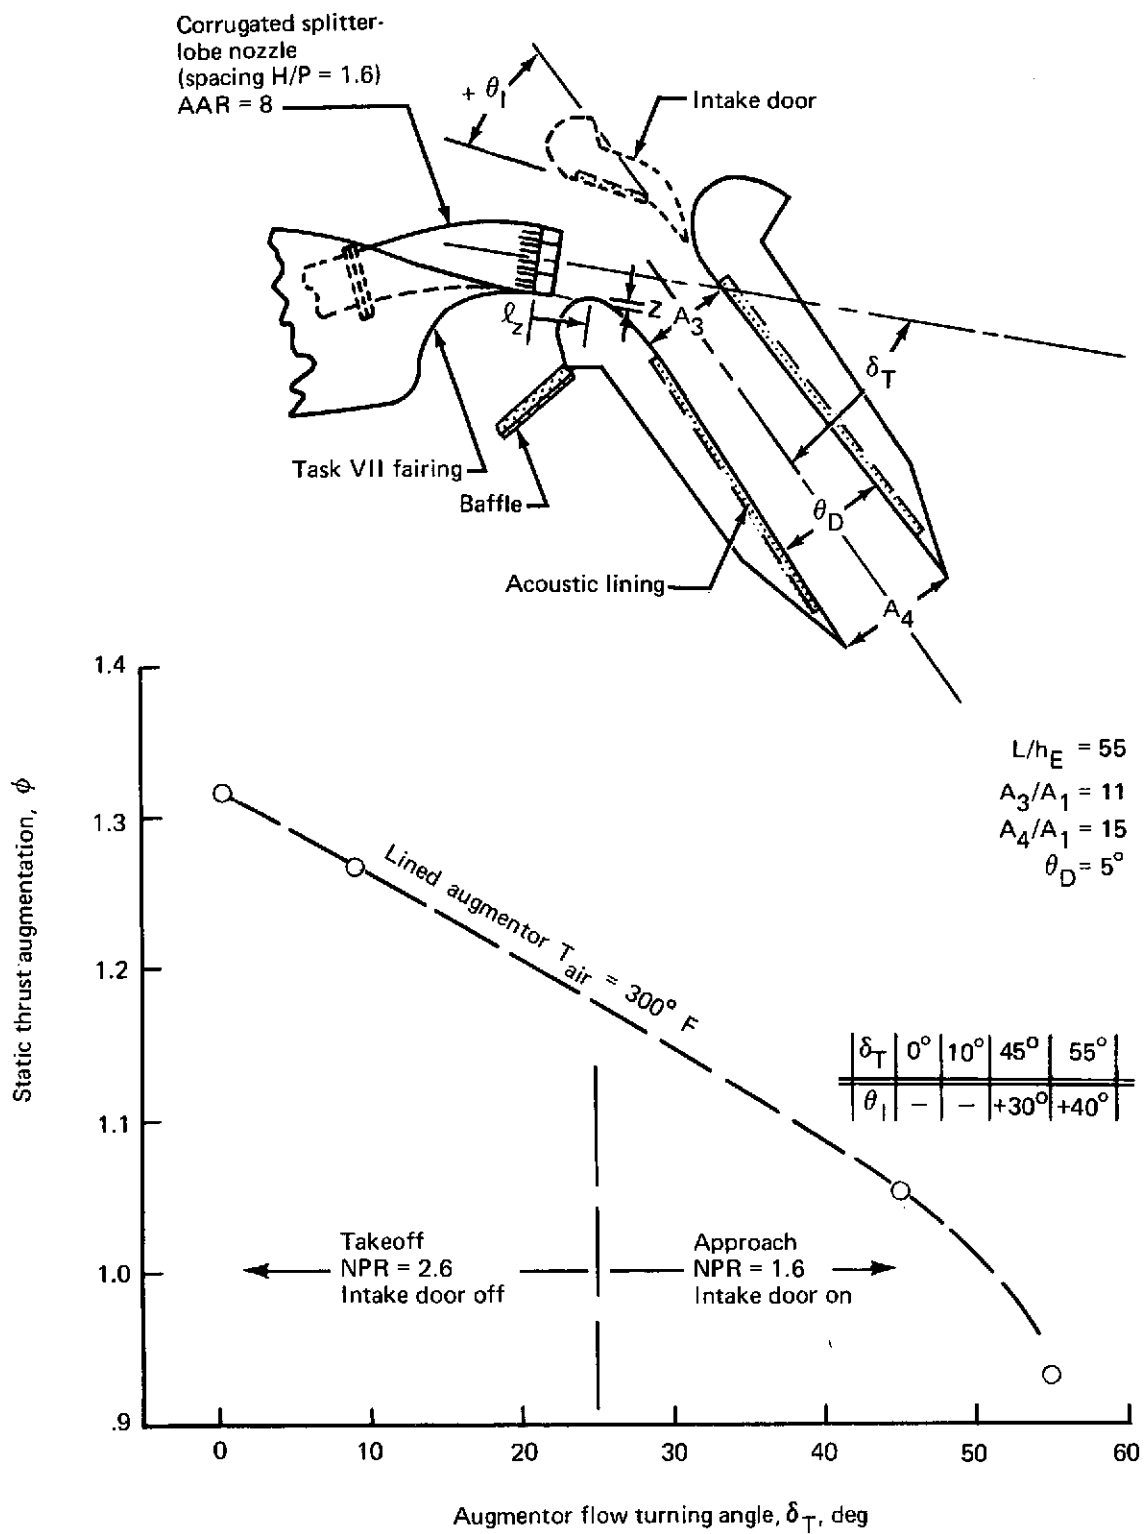 Corrugated splitter-
lobe nozzle
(spacing H/P = 1.6)
AAR = 8
+ θI
Intake door
ℓz
z
A3
δT
Task VII fairing
Baffle
θD
Acoustic lining
A4
1.4
1.3
1.2
1.1
1.0
.9
Static thrust augmentation, ϕ
L/hE = 55
A3/A1 = 11
A4/A1 = 15
θD = 5°
Lined augmentor Tair = 300° F
δT 0° 10° 45° 55°
θI – – +30° +40°
Takeoff
NPR = 2.6
Intake door off
Approach
NPR = 1.6
Intake door on
0 10 20 30 40 50 60
Augmentor flow turning angle, δT, deg